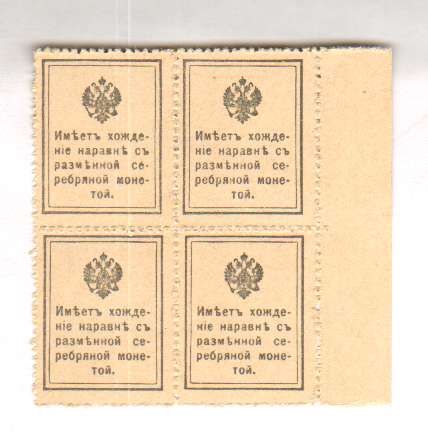 Имѣетъ хожде-
ніе наравнѣ съ
размѣнной се-
ребряной моне-
той.
Имѣетъ хожде-
ніе наравнѣ съ
размѣнной се-
ребряной моне-
той.
Имѣетъ хожде-
ніе наравнѣ съ
размѣнной се-
ребряной моне-
той.
Имѣетъ хожде-
ніе наравнѣ съ
размѣнной се-
ребряной моне-
той.